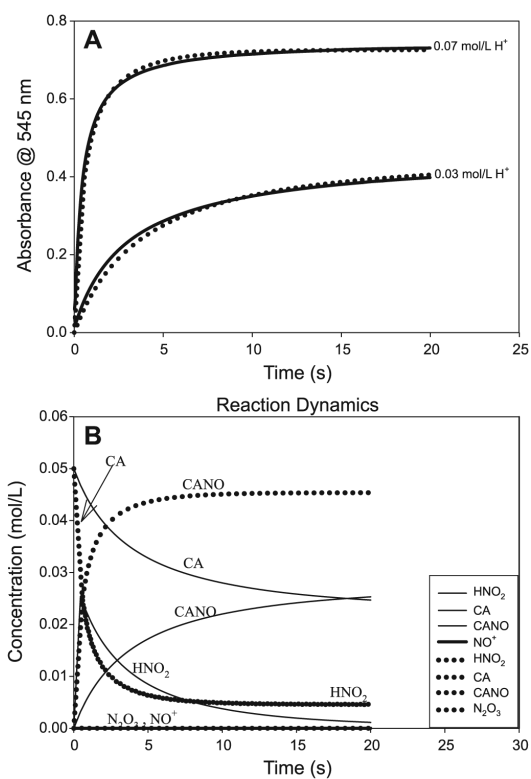 A
0.8
0.6
0.4
0.2
0.0
Absorbance @ 545 nm
0.07 mol/L H⁺
0.03 mol/L H⁺
0 5 10 15 20 25
Time (s)
Reaction Dynamics
B
0.06
0.05
0.04
0.03
0.02
0.01
0.00
Concentration (mol/L)
CA
CANO
CA
CANO
HNO₂
HNO₂
N₂O₃ , NO⁺
HNO₂
CA
CANO
NO⁺
HNO₂
CA
CANO
N₂O₃
0 5 10 15 20 25 30
Time (s)